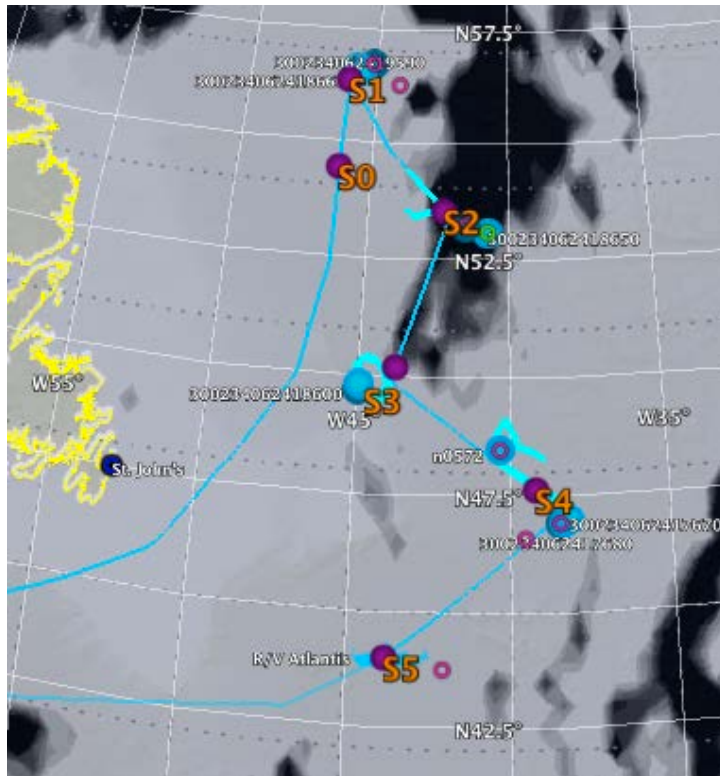 N57.5°
S1
S0
S2
300234062418650
N52.5°
W55°
300234062418600
S3
W45°
W35°
n0572
St. John's
N47.5°
S4
R/V Atlantis
S5
N42.5°